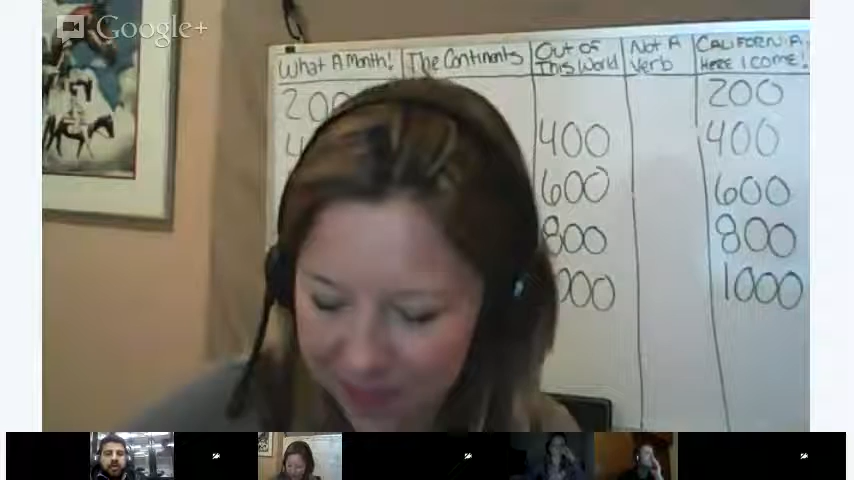 Google+
What A Month!
The Continents
Out of
This World
Not A
Verb
CALIFORNIA,
HERE I COME!
200
200
400
400
600
600
800
800
1000